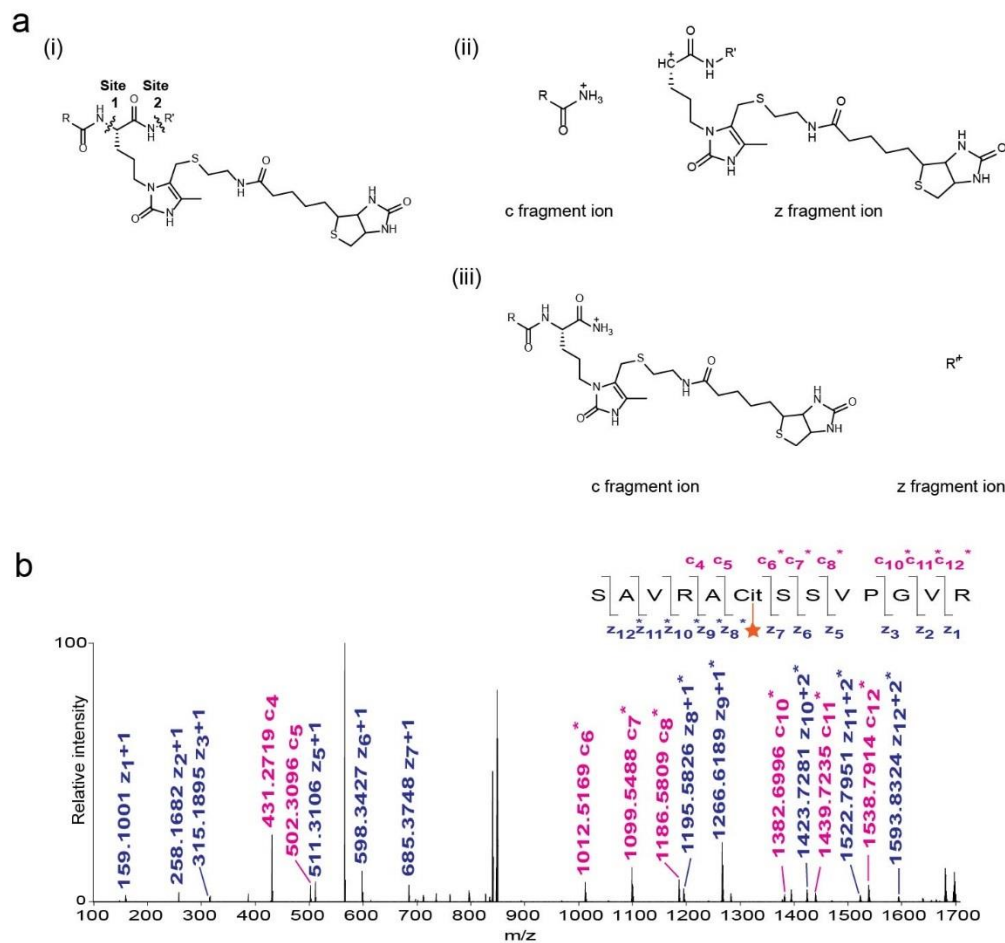 a
(i)
Site 1
Site 2
R
O
H
N
O
N
H
R'
S
H
N
O
N
O
N
H
S
HN
NH
O
(ii)
R
O
NH3
+
c fragment ion
HC
+
O
N
H
R'
S
H
N
O
N
O
N
H
S
HN
NH
O
z fragment ion
(iii)
R
O
H
N
O
NH3
+
S
H
N
O
N
O
N
H
S
HN
NH
O
c fragment ion
R'+
z fragment ion
b
c4 c5 c6* c7* c8* c10* c11* c12*
S A V R A Cit S S V P G V R
z12* z11* z10* z9* z8* z7 z6 z5 z3 z2 z1
Relative intensity
100
0
159.1001 z1+1
258.1682 z2+1
315.1895 z3+1
431.2719 c4
502.3096 c5
511.3106 z5+1
598.3427 z6+1
685.3748 z7+1
1012.5169 c6*
1099.5488 c7*
1186.5809 c8*
1195.5826 z8+1*
1266.6189 z9+1*
1382.6996 c10*
1423.7281 z10+2*
1439.7235 c11*
1522.7951 z11+2*
1538.7914 c12*
1593.8324 z12+2*
100 200 300 400 500 600 700 800 900 1000 1100 1200 1300 1400 1500 1600 1700
m/z